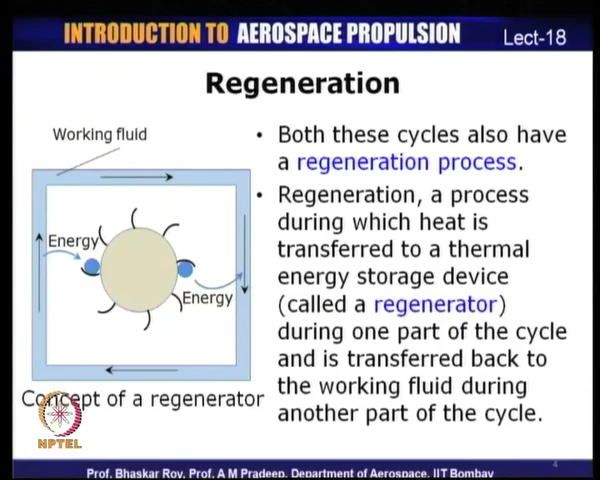 INTRODUCTION TO AEROSPACE PROPULSION
Lect-18
Regeneration
Working fluid
Energy
Energy
Concept of a regenerator
• Both these cycles also have
a regeneration process.
• Regeneration, a process
during which heat is
transferred to a thermal
energy storage device
(called a regenerator)
during one part of the cycle
and is transferred back to
the working fluid during
another part of the cycle.
NPTEL
4
Prof. Bhaskar Roy, Prof. A M Pradeep, Department of Aerospace, IIT Bombay